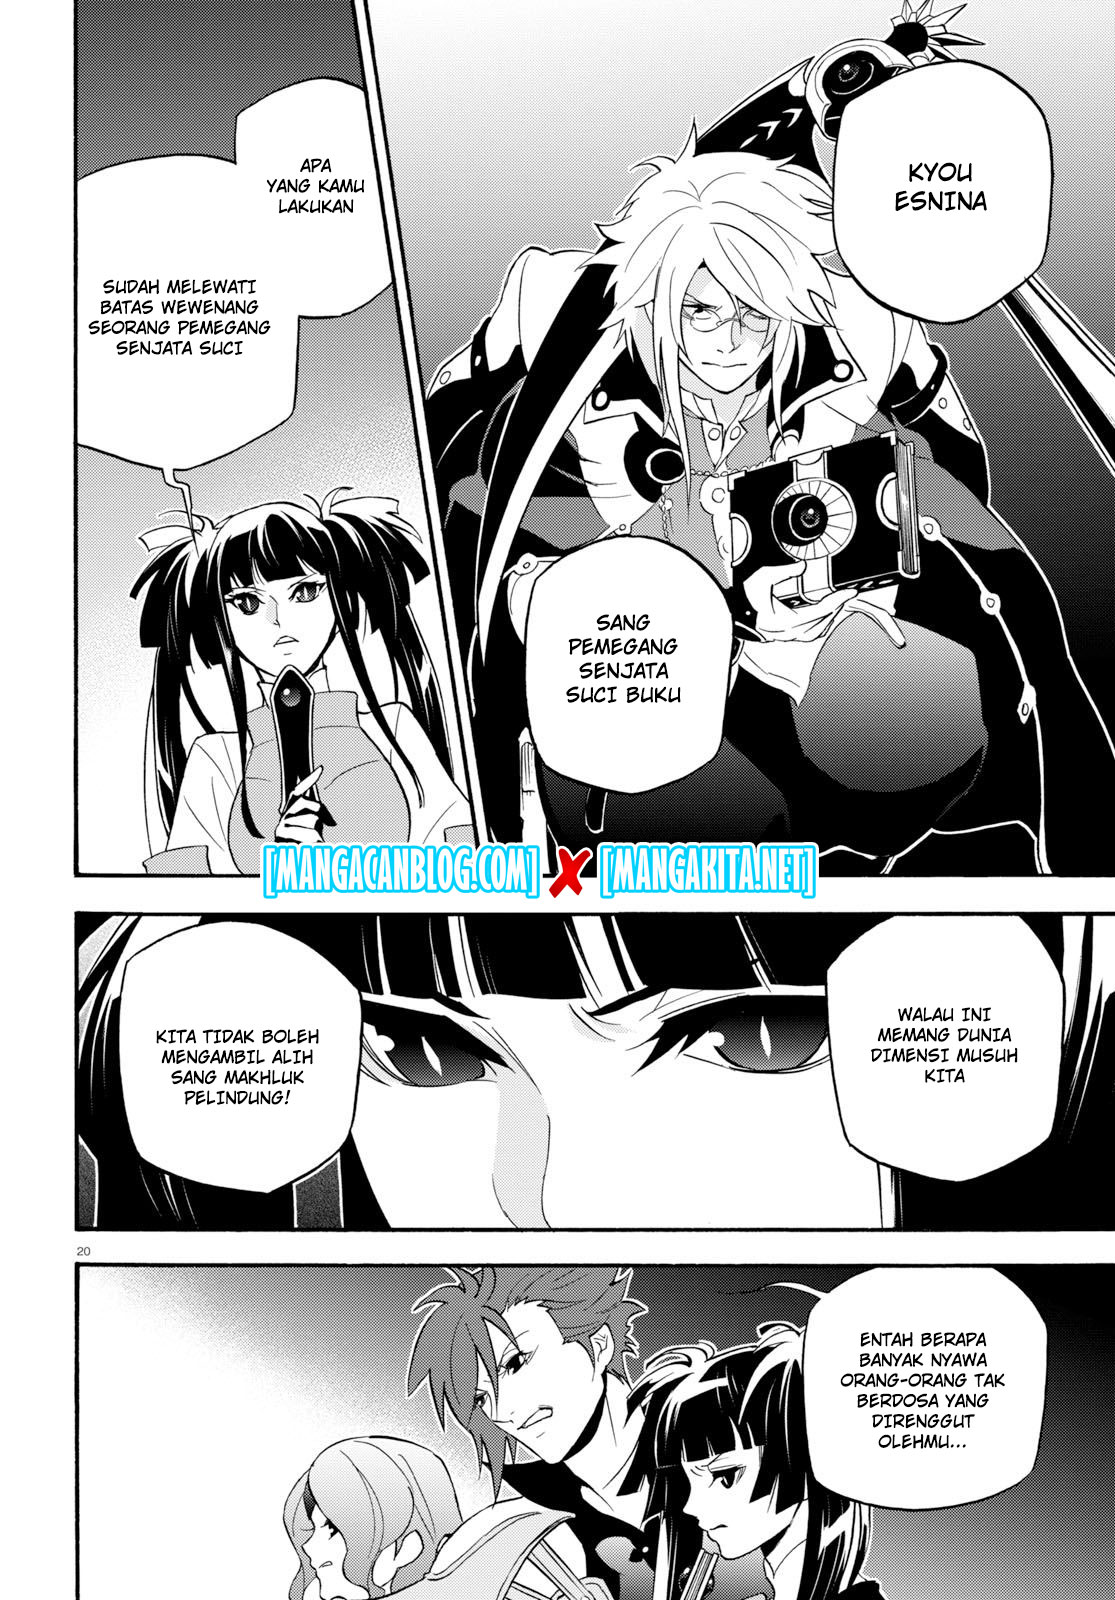 KYOU
ESNINA
SANG
PEMEGANG
SENJATA
SUCI BUKU
APA
YANG KAMU
LAKUKAN
SUDAH MELEWATI
BATAS WEWENANG
SEORANG PEMEGANG
SENJATA SUCI
[MANGACANBLOG.COM] X [MANGAKITA.NET]
WALAU INI
MEMANG DUNIA
DIMENSI MUSUH
KITA
KITA TIDAK BOLEH
MENGAMBIL ALIH
SANG MAKHLUK
PELINDUNG!
20
ENTAH BERAPA
BANYAK NYAWA
ORANG-ORANG TAK
BERDOSA YANG
DIRENGGUT
OLEHMU...